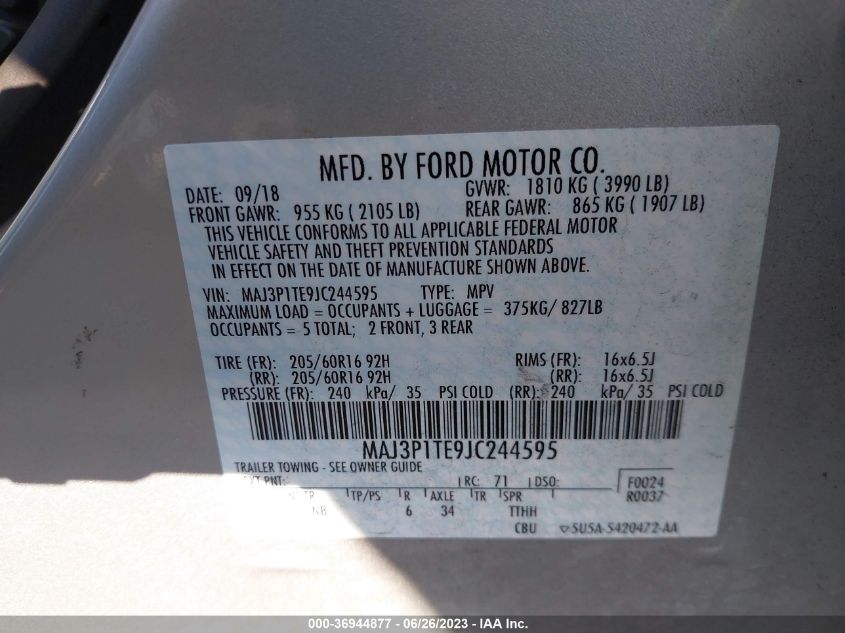 MFD. BY FORD MOTOR CO.
DATE: 09/18 GVWR: 1810 KG ( 3990 LB)
FRONT GAWR: 955 KG ( 2105 LB) REAR GAWR: 865 KG ( 1907 LB)
THIS VEHICLE CONFORMS TO ALL APPLICABLE FEDERAL MOTOR
VEHICLE SAFETY AND THEFT PREVENTION STANDARDS
IN EFFECT ON THE DATE OF MANUFACTURE SHOWN ABOVE.
VIN: MAJ3P1TE9JC244595 TYPE: MPV
MAXIMUM LOAD = OCCUPANTS + LUGGAGE = 375KG/ 827LB
OCCUPANTS = 5 TOTAL; 2 FRONT, 3 REAR
TIRE (FR): 205/60R16 92H RIMS (FR): 16x6.5J
(RR): 205/60R16 92H (RR): 16x6.5J
PRESSURE (FR): 240 kPa/ 35 PSI COLD (RR): 240 kPa/ 35 PSI COLD
MAJ3P1TE9JC244595
TRAILER TOWING - SEE OWNER GUIDE
PNT: RC: 71 DSO: F0024
R0037
TP/PS R AXLE TR SPR
6 34 TTHH
CBU 5U5A-5420472-AA
000-36944877 - 06/26/2023 - IAA Inc.